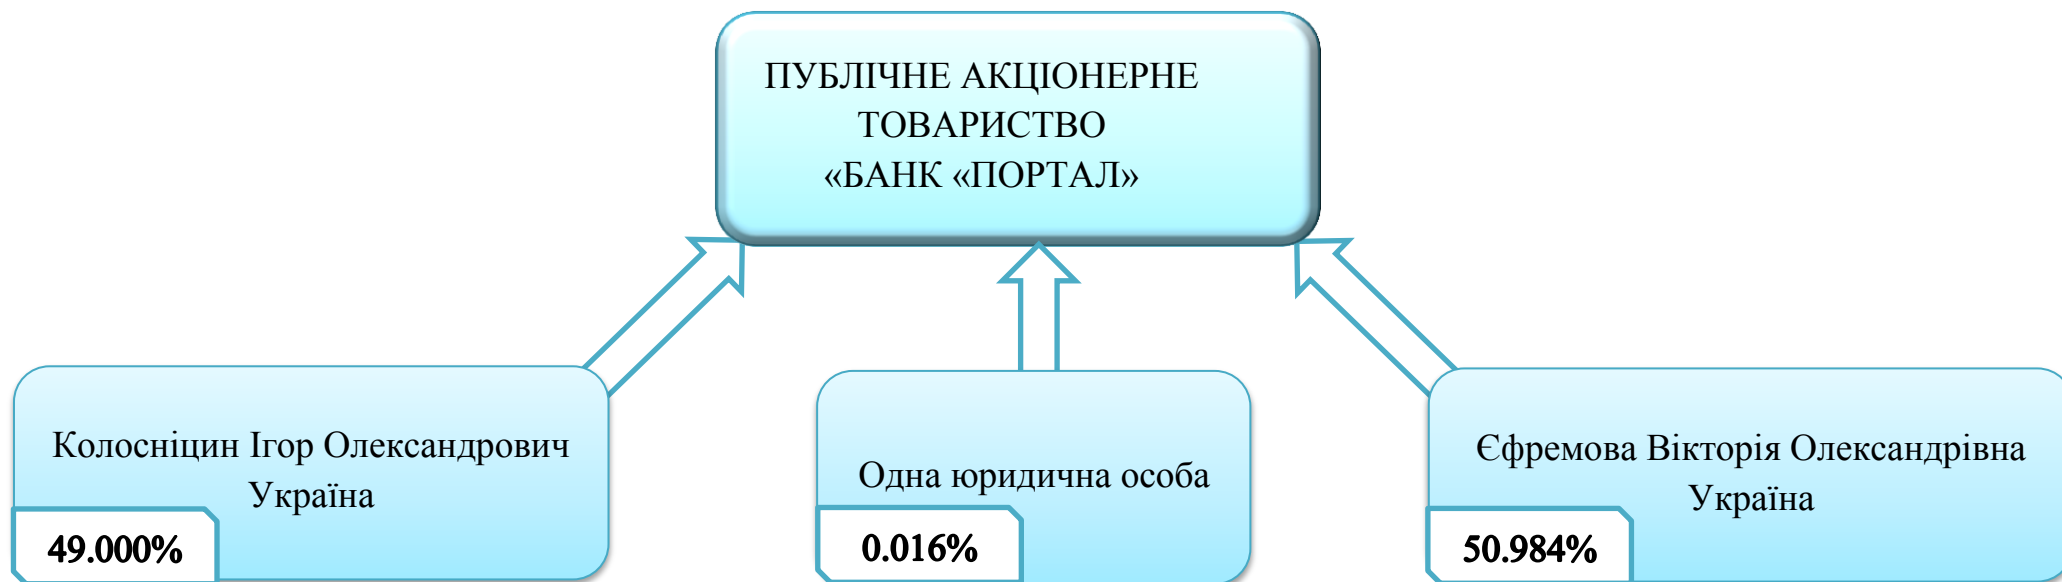 ПУБЛІЧНЕ АКЦІОНЕРНЕ
ТОВАРИСТВО
«БАНК «ПОРТАЛ»
Колосніцин Ігор Олександрович
Україна
49.000%
Одна юридична особа
0.016%
Єфремова Вікторія Олександрівна
Україна
50.984%